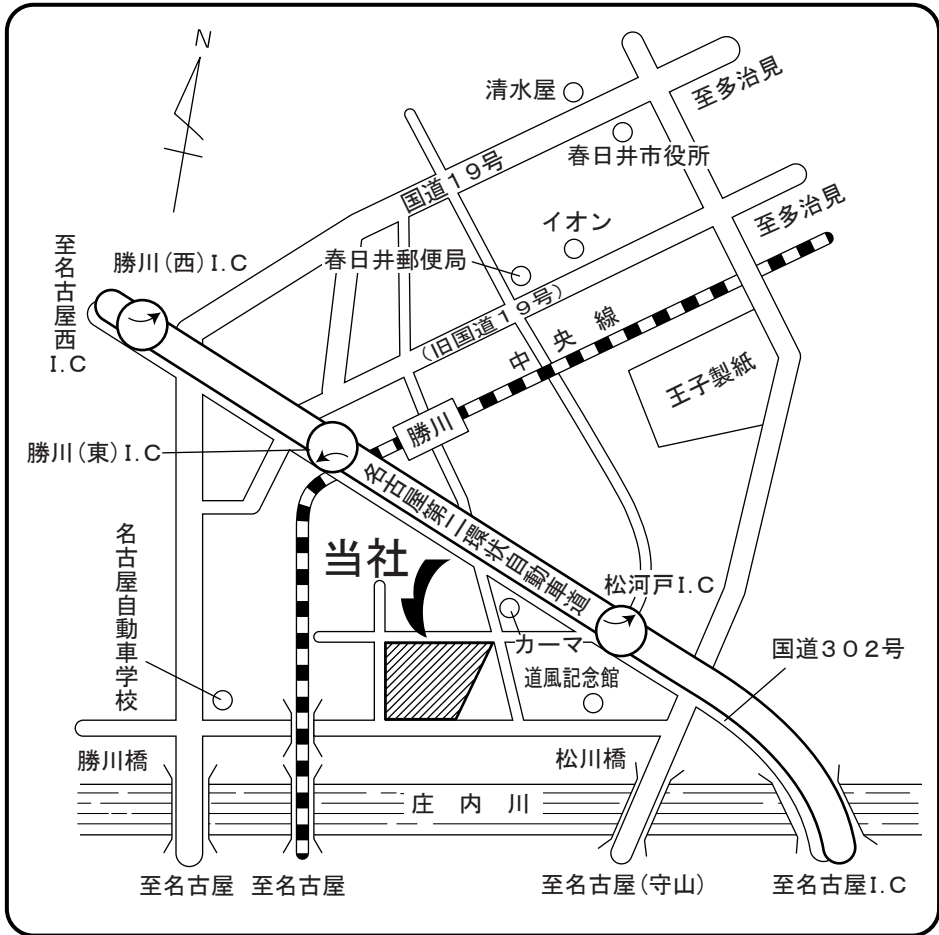 N
清水屋
至多治見
春日井市役所
国道19号
イオン
至多治見
春日井郵便局
勝川(西)I.C
至名古屋西I.C
(旧国道19号)
中央線
王子製紙
勝川
勝川(東)I.C
名古屋第二環状自動車道
当社
名古屋自動車学校
松河戸I.C
カーマ
道風記念館
国道302号
勝川橋
松川橋
庄内川
至名古屋
至名古屋
至名古屋(守山)
至名古屋I.C